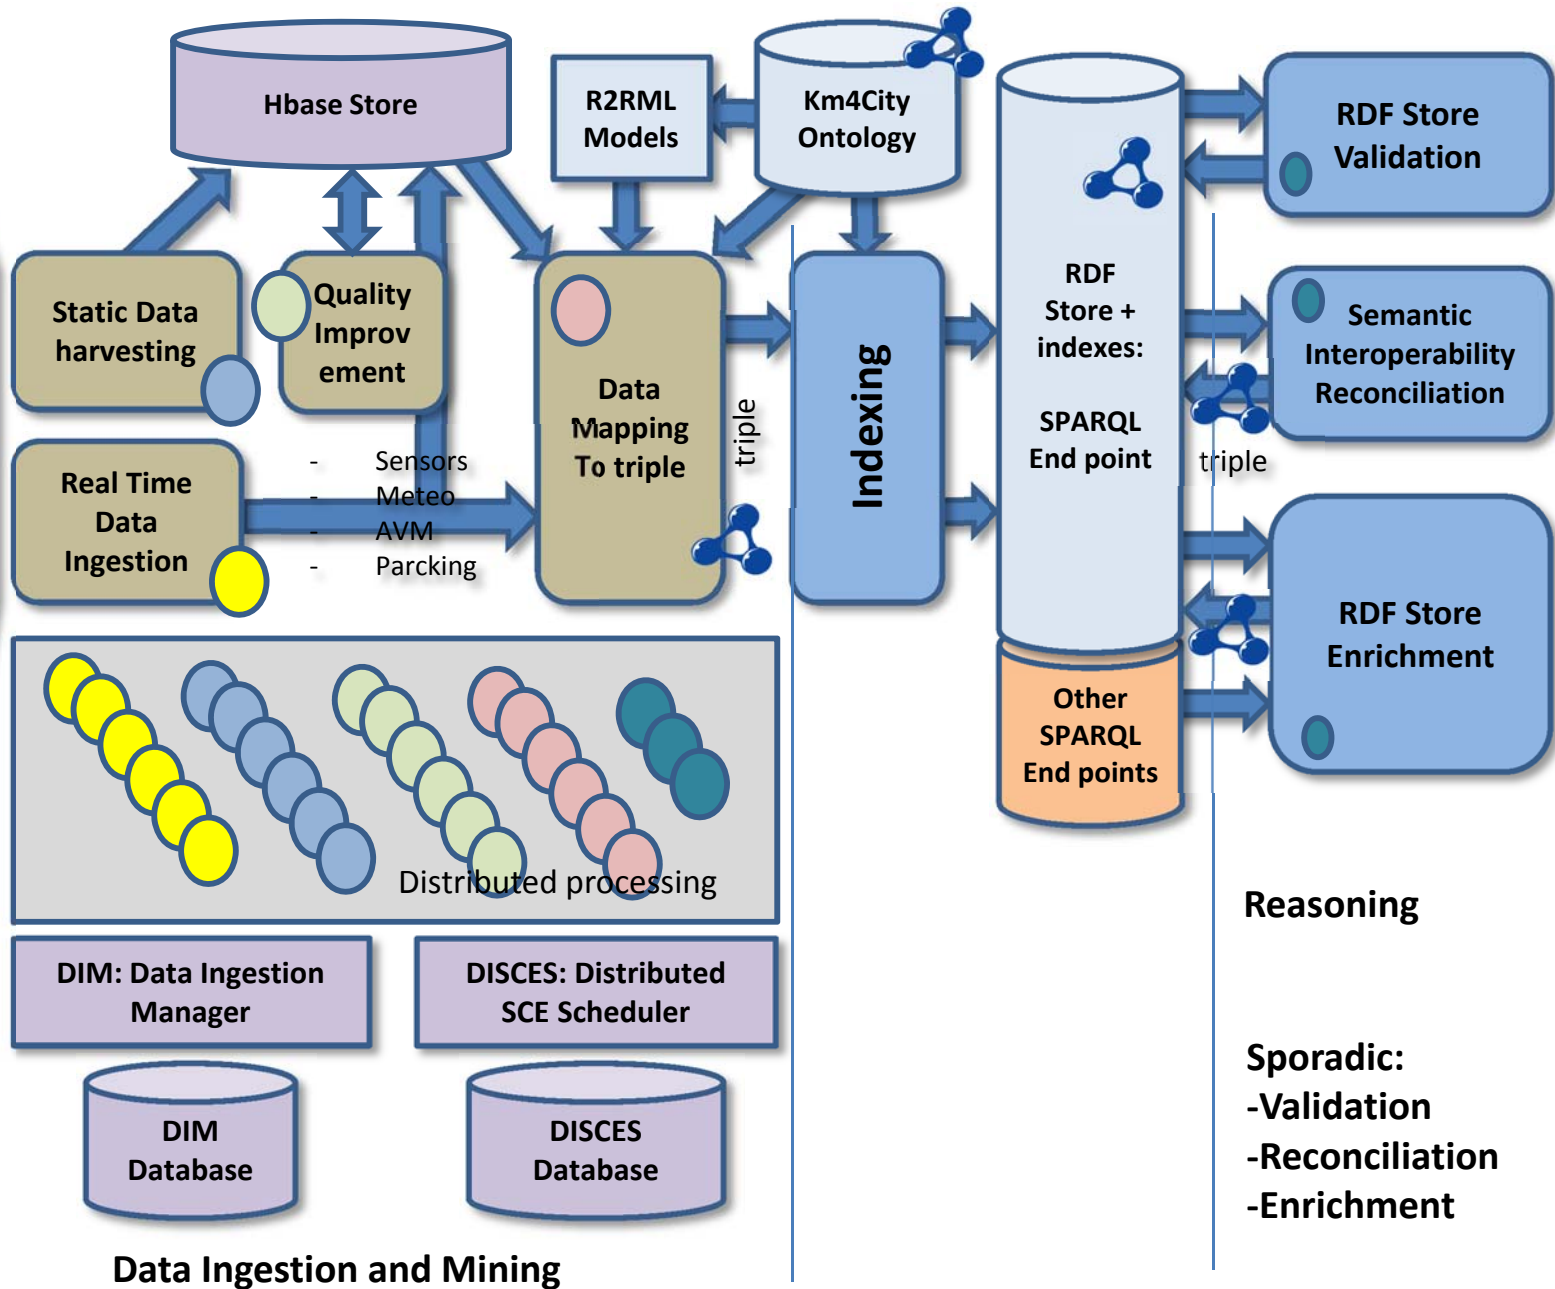 Hbase Store
R2RML
Models
Km4City
Ontology
RDF Store
Validation
Static Data
harvesting
Quality
Improv
ement
Data
Mapping
To triple
triple
Indexing
RDF
Store +
indexes:
SPARQL
End point
Semantic
Interoperability
Reconciliation
triple
Real Time
Data
Ingestion
- Sensors
- Meteo
- AVM
- Parcking
RDF Store
Enrichment
Other
SPARQL
End points
Distributed processing
DIM: Data Ingestion
Manager
DISCES: Distributed
SCE Scheduler
DIM
Database
DISCES
Database
Data Ingestion and Mining
Reasoning
Sporadic:
-Validation
-Reconciliation
-Enrichment